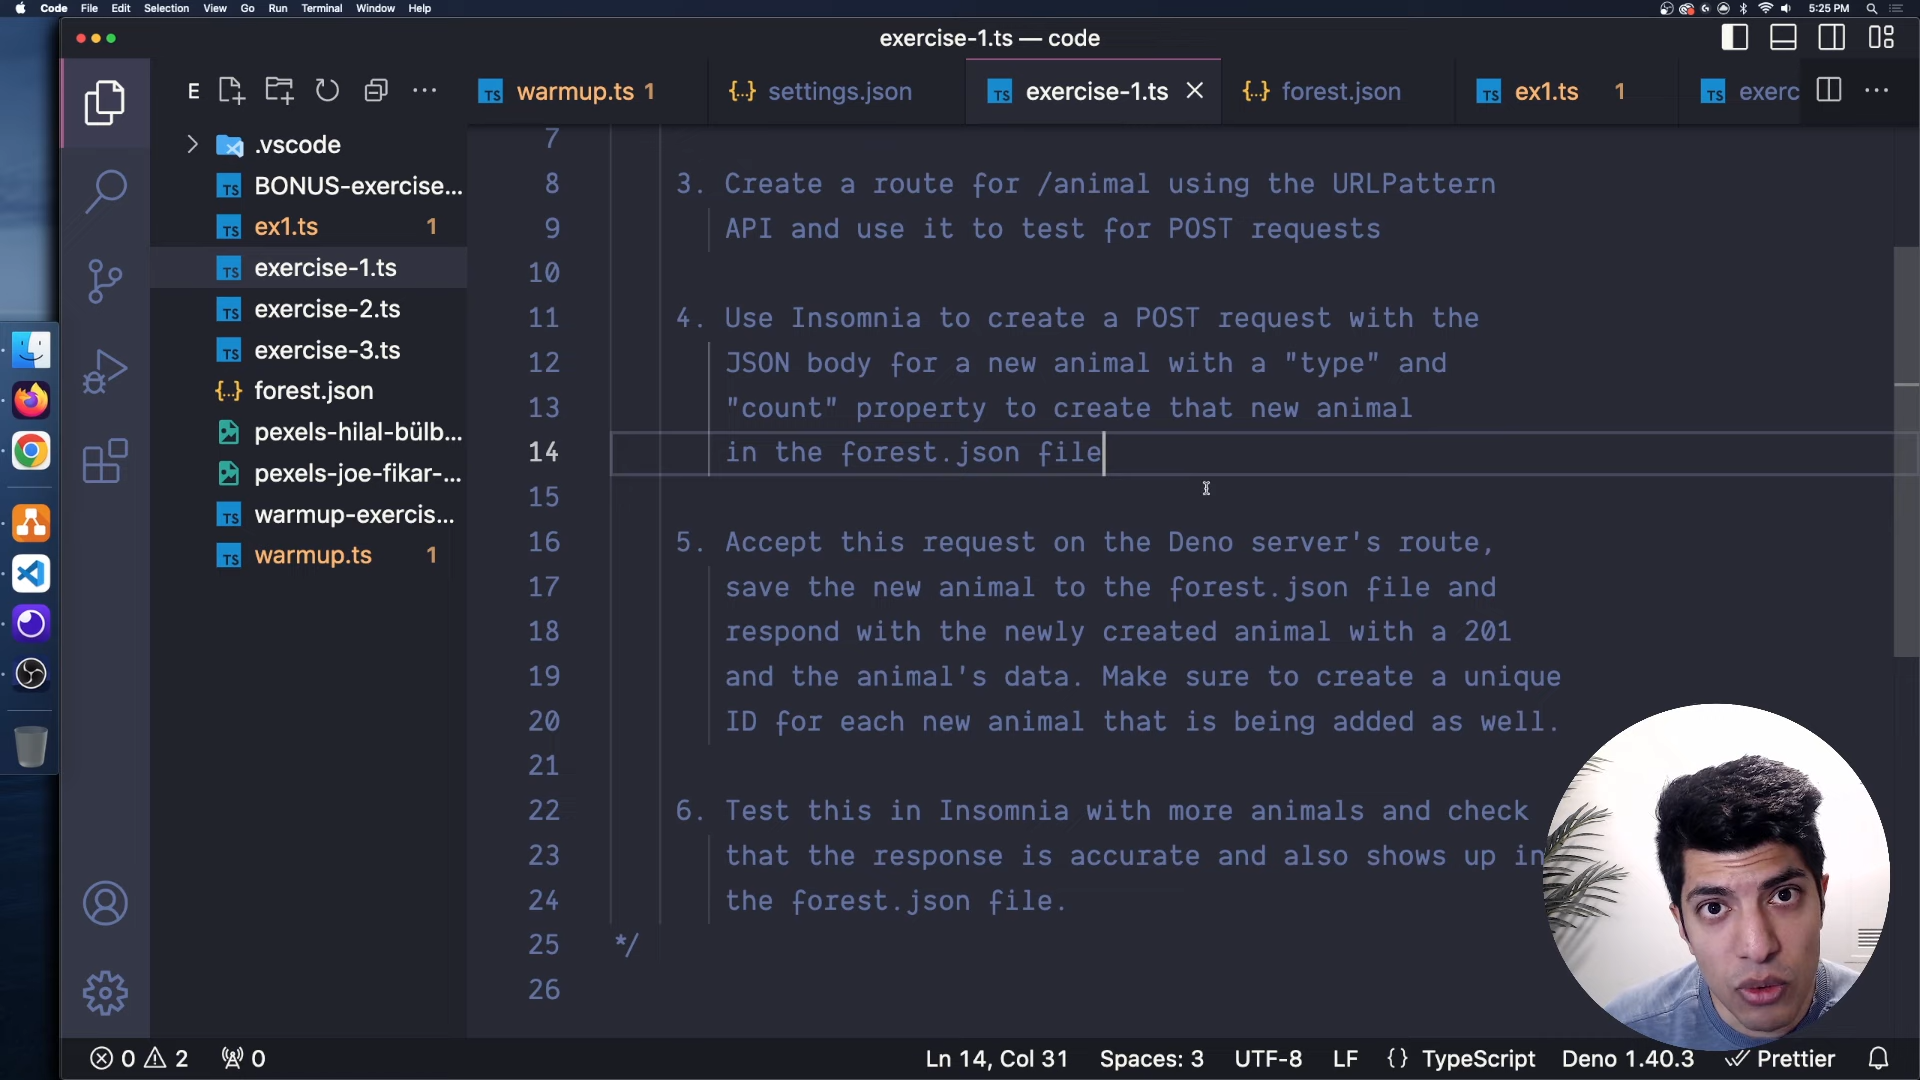 Code File Edit Selection View Go Run Terminal Window Help
5:25 PM
exercise-1.ts — code
E
warmup.ts 1
settings.json
exercise-1.ts
forest.json
ex1.ts 1
exerc
.vscode
BONUS-exercise...
ex1.ts 1
exercise-1.ts
exercise-2.ts
exercise-3.ts
forest.json
pexels-hilal-bülb...
pexels-joe-fikar-...
warmup-exercis...
warmup.ts 1
7
8 3. Create a route for /animal using the URLPattern
9 API and use it to test for POST requests
10
11 4. Use Insomnia to create a POST request with the
12 JSON body for a new animal with a "type" and
13 "count" property to create that new animal
14 in the forest.json file
15
16 5. Accept this request on the Deno server's route,
17 save the new animal to the forest.json file and
18 respond with the newly created animal with a 201
19 and the animal's data. Make sure to create a unique
20 ID for each new animal that is being added as well.
21
22 6. Test this in Insomnia with more animals and check
23 that the response is accurate and also shows up in
24 the forest.json file.
25 */
26
0 2 0
Ln 14, Col 31 Spaces: 3 UTF-8 LF {} TypeScript Deno 1.40.3 Prettier